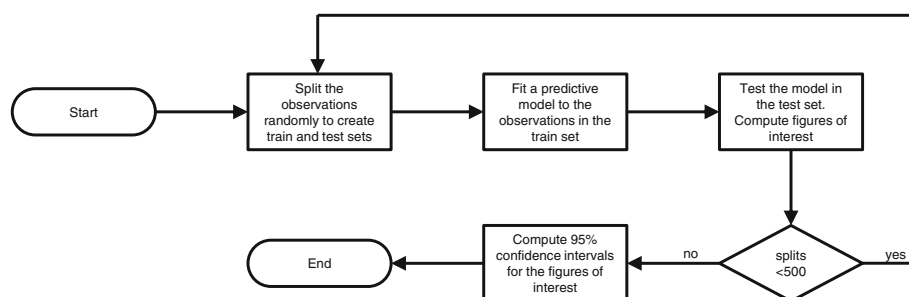 Start
Split the
observations
randomly to create
train and test sets
Fit a predictive
model to the
observations in the
train set
Test the model in
the test set.
Compute figures of
interest
End
Compute 95%
confidence intervals
for the figures of
interest
no
splits
<500
yes